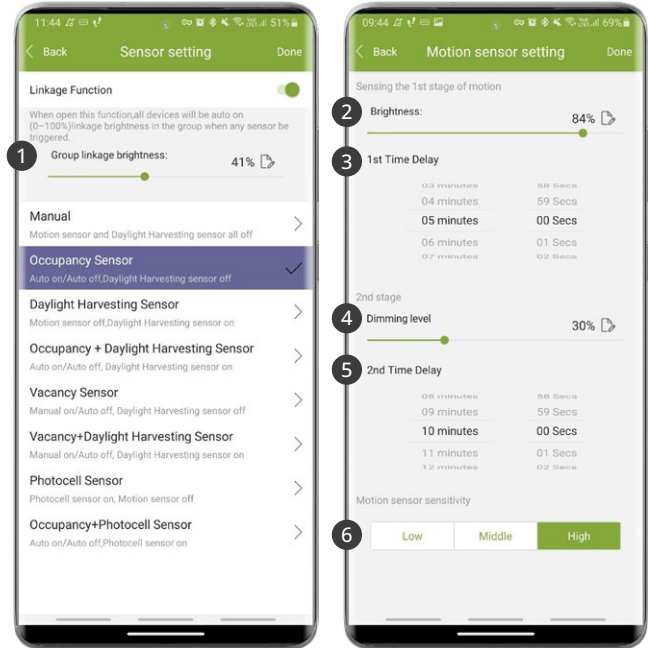 11:44
51%
Back
Sensor setting
Done
Linkage Function
When open this function,all devices will be auto on
(0~100%)linkage brightness in the group when any sensor be
triggered.
1
Group linkage brightness:
41%
Manual
Motion sensor and Daylight Harvesting sensor all off
Occupancy Sensor
Auto on/Auto off,Daylight Harvesting sensor off
Daylight Harvesting Sensor
Motion sensor off,Daylight Harvesting sensor on
Occupancy + Daylight Harvesting Sensor
Auto on/Auto off, Daylight Harvesting sensor on
Vacancy Sensor
Manual on/Auto off, Daylight Harvesting sensor off
Vacancy+Daylight Harvesting Sensor
Manual on/Auto off, Daylight Harvesting sensor on
Photocell Sensor
Photocell sensor on, Motion sensor off
Occupancy+Photocell Sensor
Auto on/Auto off,Photocell sensor on
09:44
69%
Back
Motion sensor setting
Done
Sensing the 1st stage of motion
2
Brightness:
84%
3
1st Time Delay
03 minutes 58 Secs
04 minutes 59 Secs
05 minutes 00 Secs
06 minutes 01 Secs
07 minutes 02 Secs
2nd stage
4
Dimming level
30%
5
2nd Time Delay
08 minutes 58 Secs
09 minutes 59 Secs
10 minutes 00 Secs
11 minutes 01 Secs
12 minutes 02 Secs
Motion sensor sensitivity
6
Low Middle High